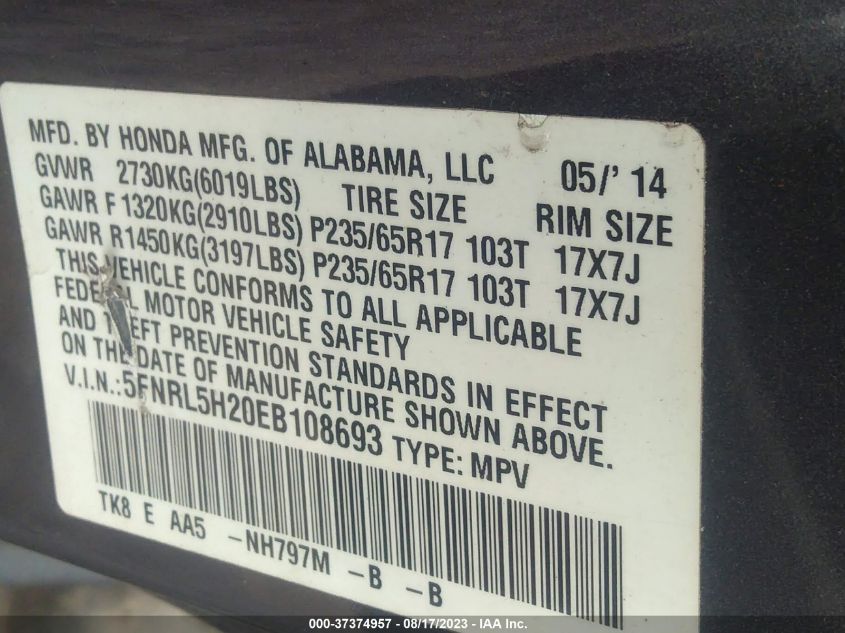 MFD. BY HONDA MFG. OF ALABAMA, LLC 05/' 14
GVWR 2730KG(6019LBS) TIRE SIZE RIM SIZE
GAWR F 1320KG(2910LBS) P235/65R17 103T 17X7J
GAWR R1450KG(3197LBS) P235/65R17 103T 17X7J
THIS VEHICLE CONFORMS TO ALL APPLICABLE
FEDERAL MOTOR VEHICLE SAFETY
AND THEFT PREVENTION STANDARDS IN EFFECT
ON THE DATE OF MANUFACTURE SHOWN ABOVE.
V.I.N.:5FNRL5H20EB108693 TYPE: MPV
TK8 E AA5 -NH797M -B -B
000-37374957 - 08/17/2023 - IAA Inc.